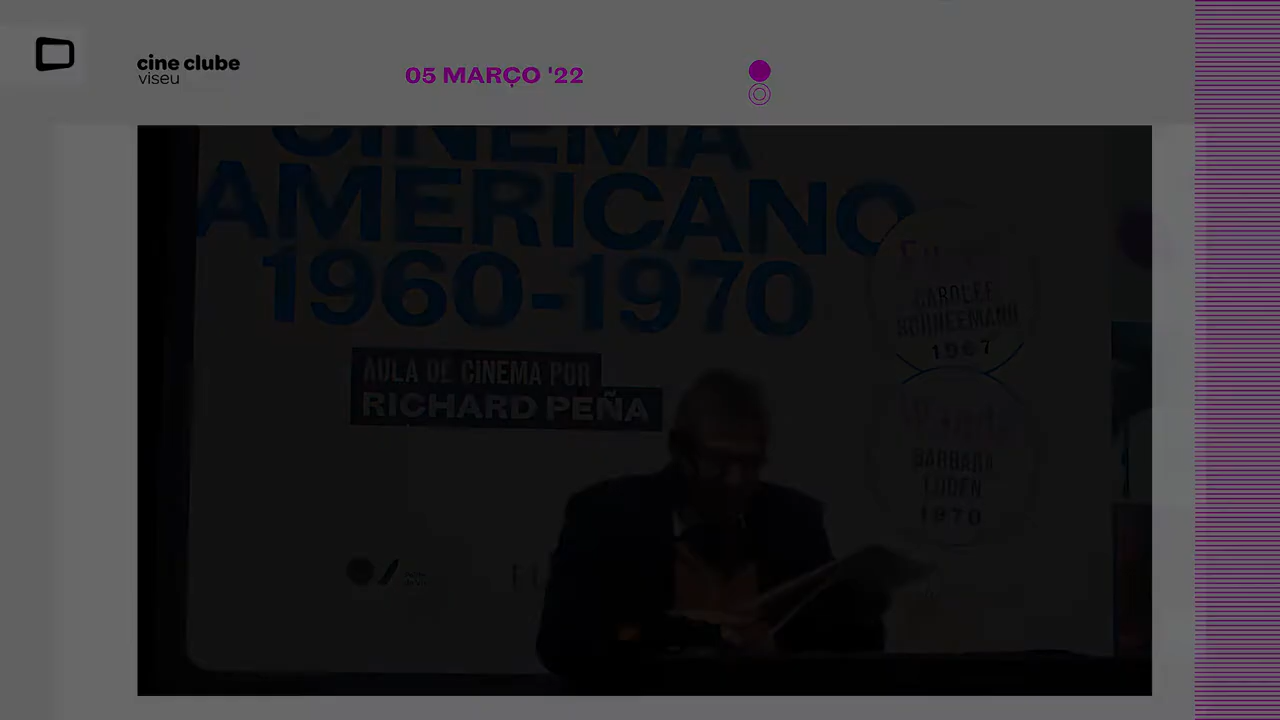 cine clube
viseu
05 MARÇO '22
CINEMA
AMERICANO
1960-1970
AULA DE CINEMA POR
RICHARD PEÑA
CAROLEE
SCHNEEMANN
1967
BARBARA
LODEN
1970